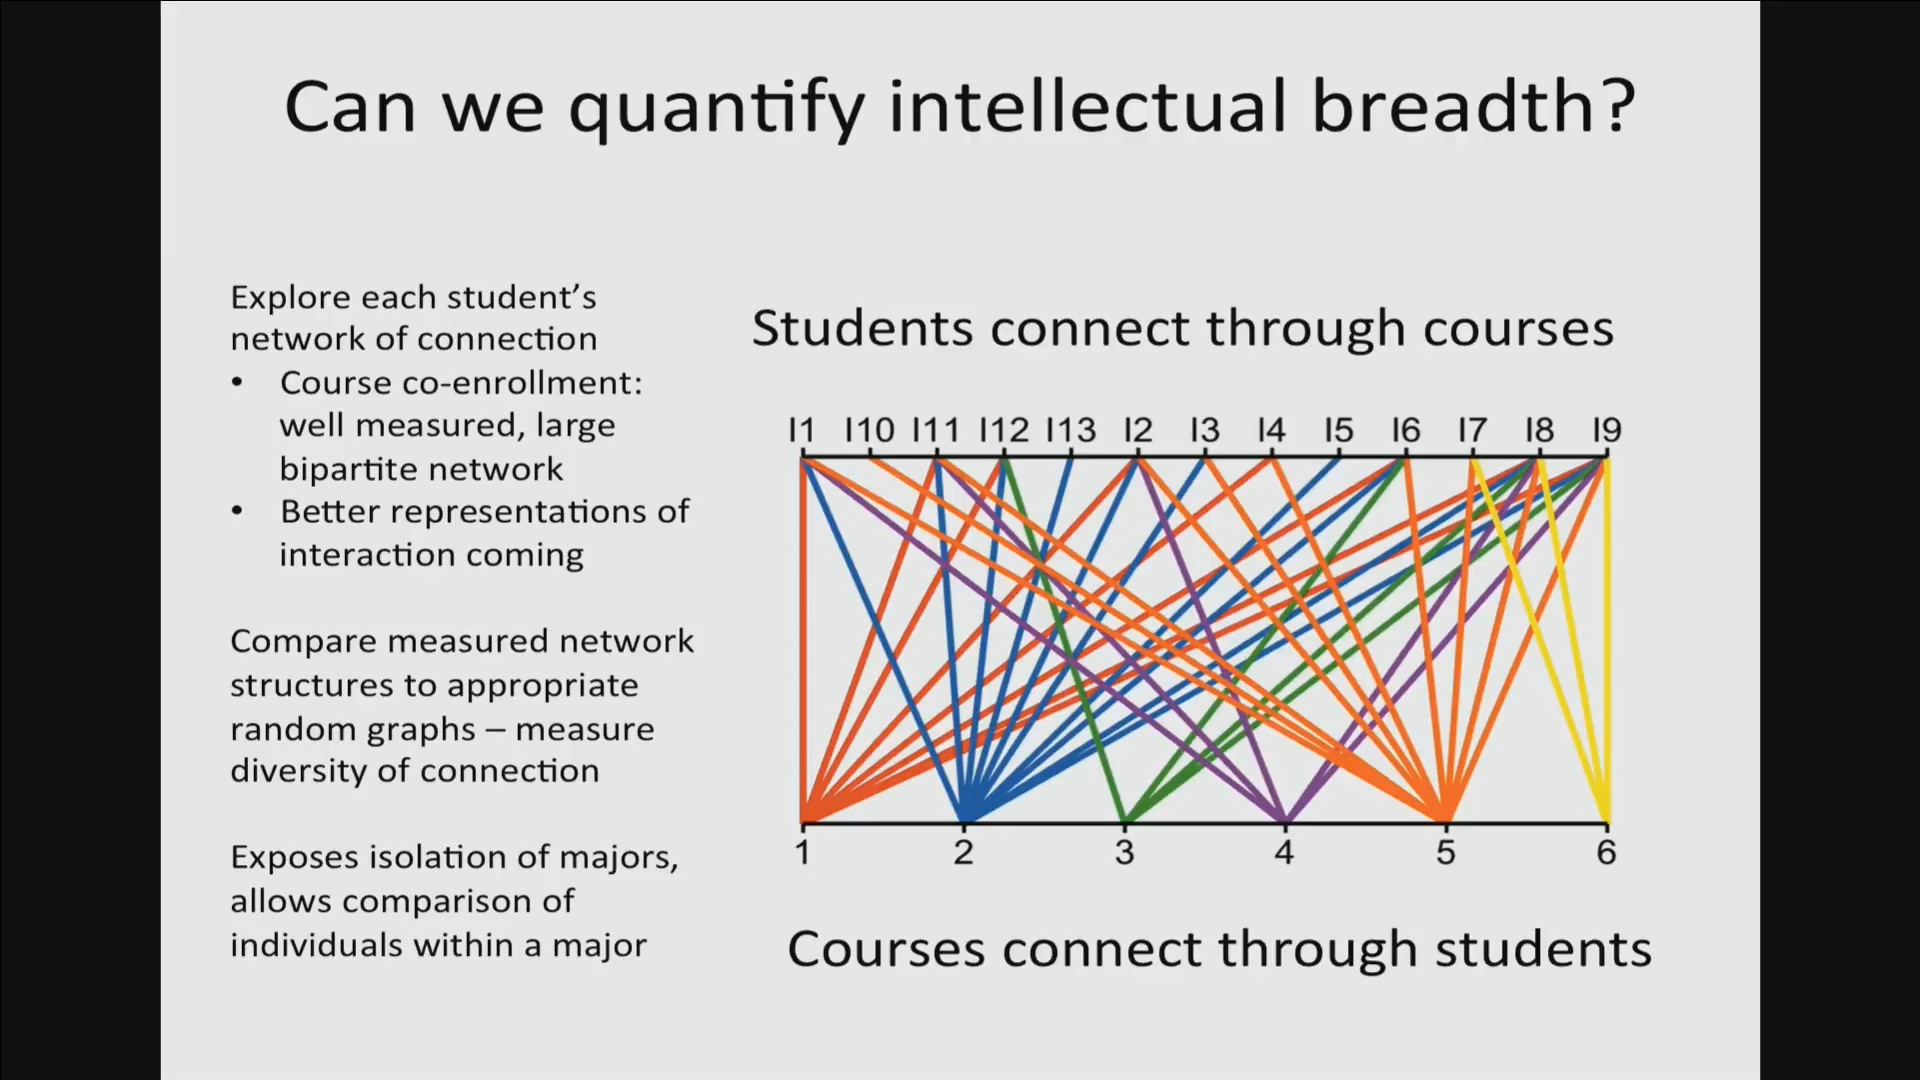 Can we quantify intellectual breadth?
Explore each student’s
network of connection
• Course co-enrollment:
well measured, large
bipartite network
• Better representations of
interaction coming
Compare measured network
structures to appropriate
random graphs – measure
diversity of connection
Exposes isolation of majors,
allows comparison of
individuals within a major
Students connect through courses
I1 I10 I11 I12 I13 I2 I3 I4 I5 I6 I7 I8 I9
1 2 3 4 5 6
Courses connect through students